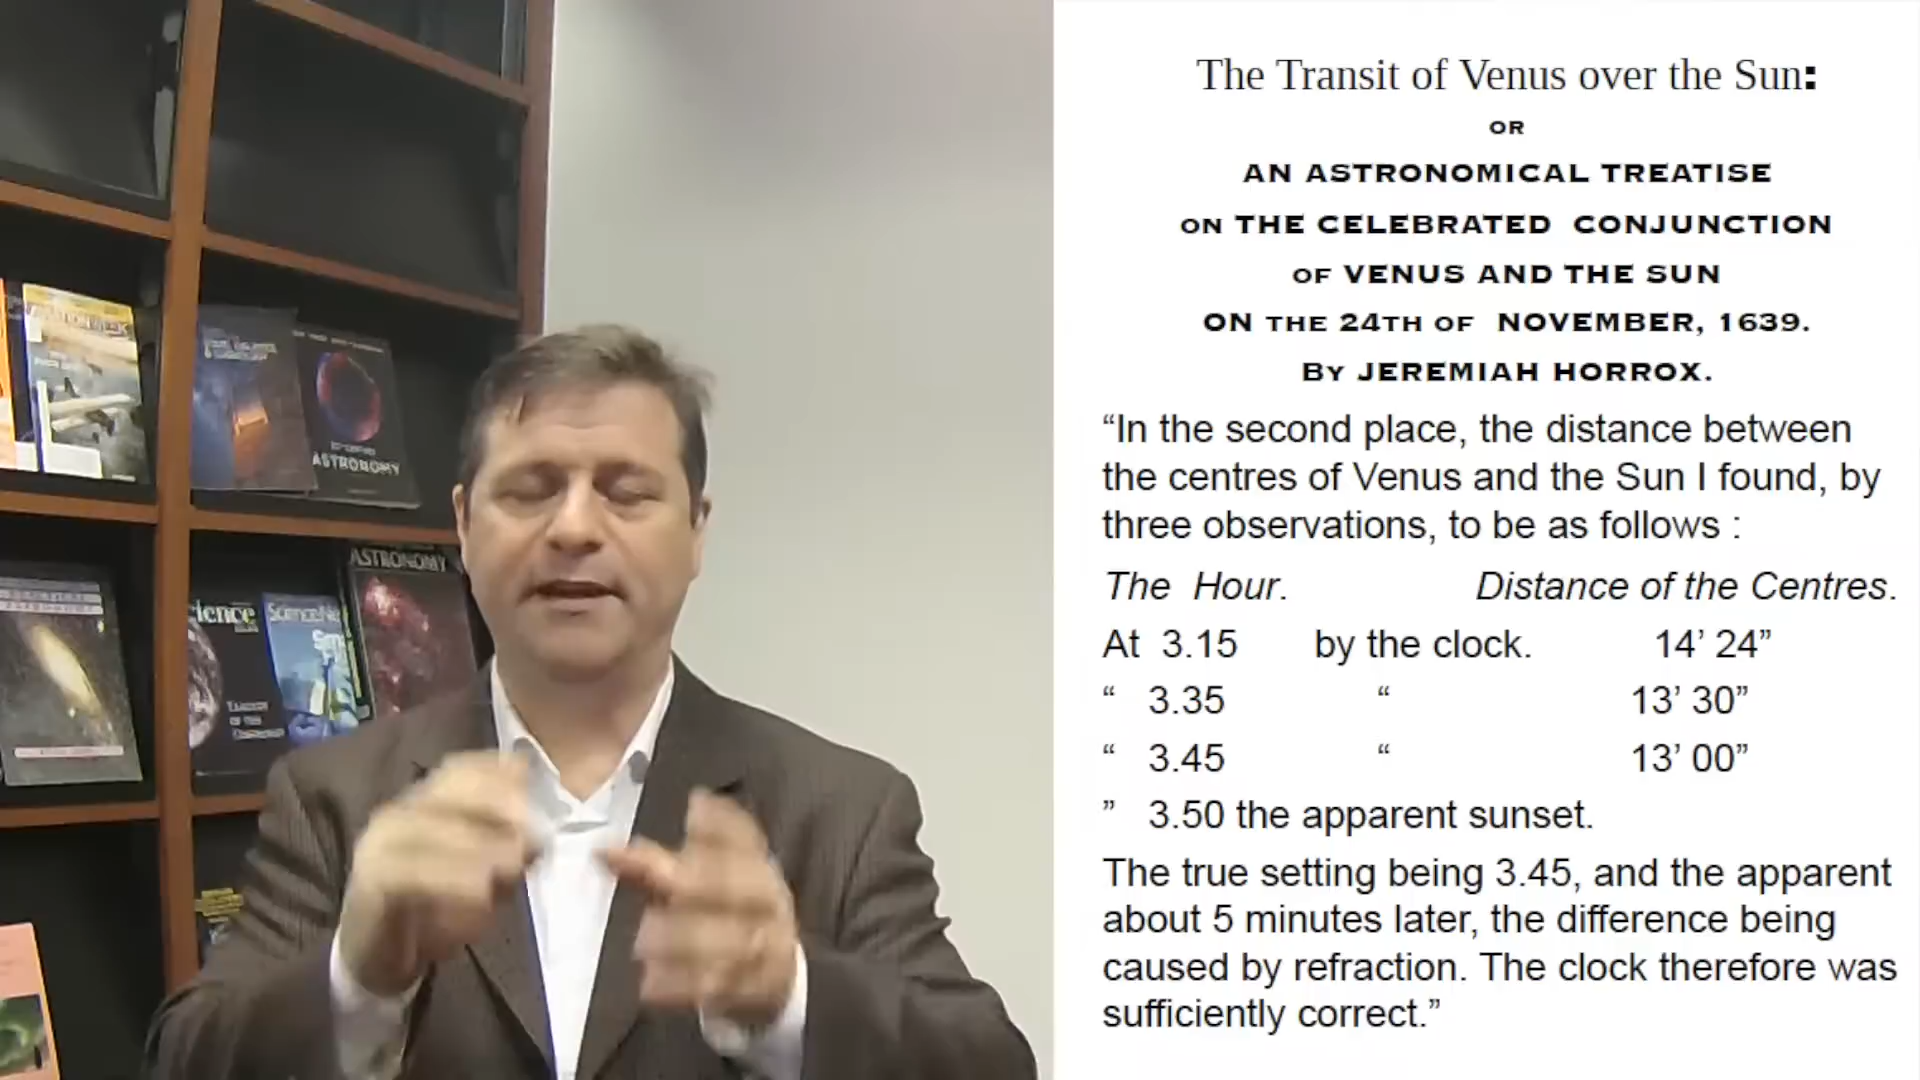 The Transit of Venus over the Sun:
OR
AN ASTRONOMICAL TREATISE
ON THE CELEBRATED CONJUNCTION
OF VENUS AND THE SUN
ON THE 24TH OF NOVEMBER, 1639.
By JEREMIAH HORROX.
“In the second place, the distance between
the centres of Venus and the Sun I found, by
three observations, to be as follows :
The Hour. Distance of the Centres.
At 3.15 by the clock. 14’ 24”
“ 3.35 “ 13’ 30”
“ 3.45 “ 13’ 00”
” 3.50 the apparent sunset.
The true setting being 3.45, and the apparent
about 5 minutes later, the difference being
caused by refraction. The clock therefore was
sufficiently correct.”
ASTRONOMY
ASTRONOMY
ience
ScienceNe